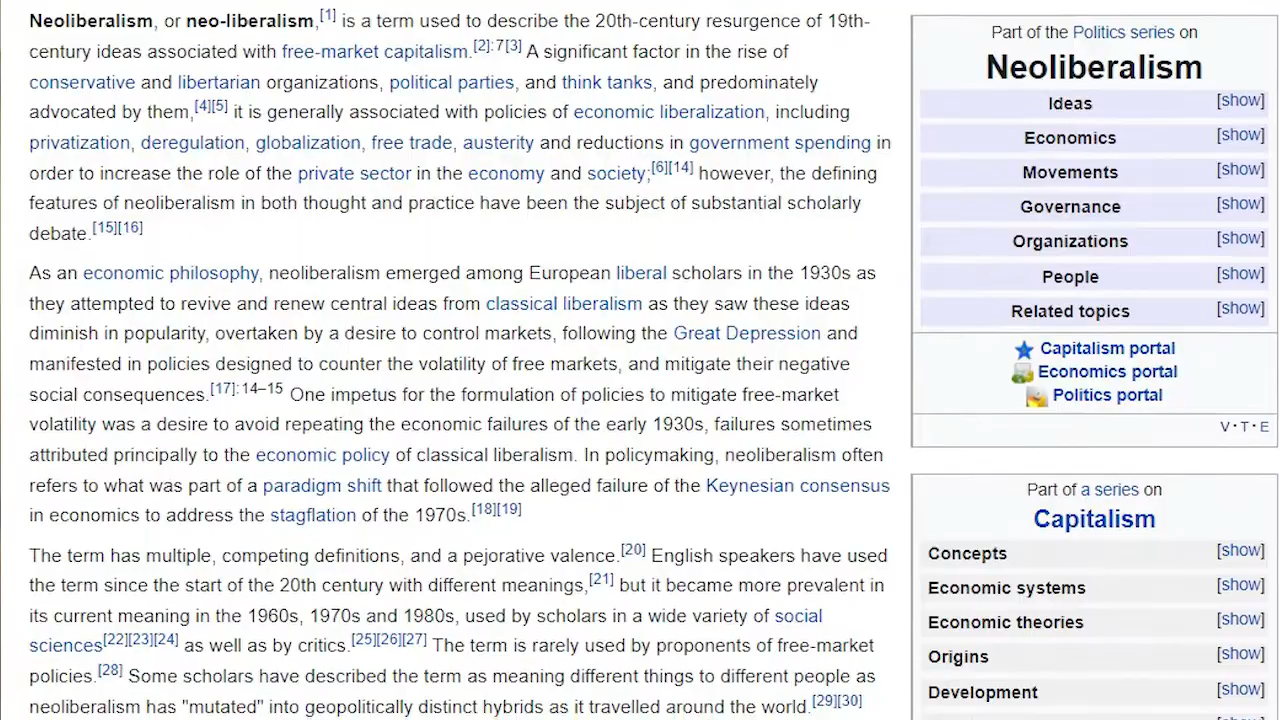 Neoliberalism, or neo-liberalism,[1] is a term used to describe the 20th-century resurgence of 19th-
century ideas associated with free-market capitalism.[2]:7[3] A significant factor in the rise of
conservative and libertarian organizations, political parties, and think tanks, and predominately
advocated by them,[4][5] it is generally associated with policies of economic liberalization, including
privatization, deregulation, globalization, free trade, austerity and reductions in government spending in
order to increase the role of the private sector in the economy and society;[6][14] however, the defining
features of neoliberalism in both thought and practice have been the subject of substantial scholarly
debate.[15][16]
As an economic philosophy, neoliberalism emerged among European liberal scholars in the 1930s as
they attempted to revive and renew central ideas from classical liberalism as they saw these ideas
diminish in popularity, overtaken by a desire to control markets, following the Great Depression and
manifested in policies designed to counter the volatility of free markets, and mitigate their negative
social consequences.[17]:14–15 One impetus for the formulation of policies to mitigate free-market
volatility was a desire to avoid repeating the economic failures of the early 1930s, failures sometimes
attributed principally to the economic policy of classical liberalism. In policymaking, neoliberalism often
refers to what was part of a paradigm shift that followed the alleged failure of the Keynesian consensus
in economics to address the stagflation of the 1970s.[18][19]
The term has multiple, competing definitions, and a pejorative valence.[20] English speakers have used
the term since the start of the 20th century with different meanings,[21] but it became more prevalent in
its current meaning in the 1960s, 1970s and 1980s, used by scholars in a wide variety of social
sciences[22][23][24] as well as by critics.[25][26][27] The term is rarely used by proponents of free-market
policies.[28] Some scholars have described the term as meaning different things to different people as
neoliberalism has "mutated" into geopolitically distinct hybrids as it travelled around the world.[29][30]
Part of the Politics series on
Neoliberalism
Ideas [show]
Economics [show]
Movements [show]
Governance [show]
Organizations [show]
People [show]
Related topics [show]
Capitalism portal
Economics portal
Politics portal
V·T·E
Part of a series on
Capitalism
Concepts [show]
Economic systems [show]
Economic theories [show]
Origins [show]
Development [show]